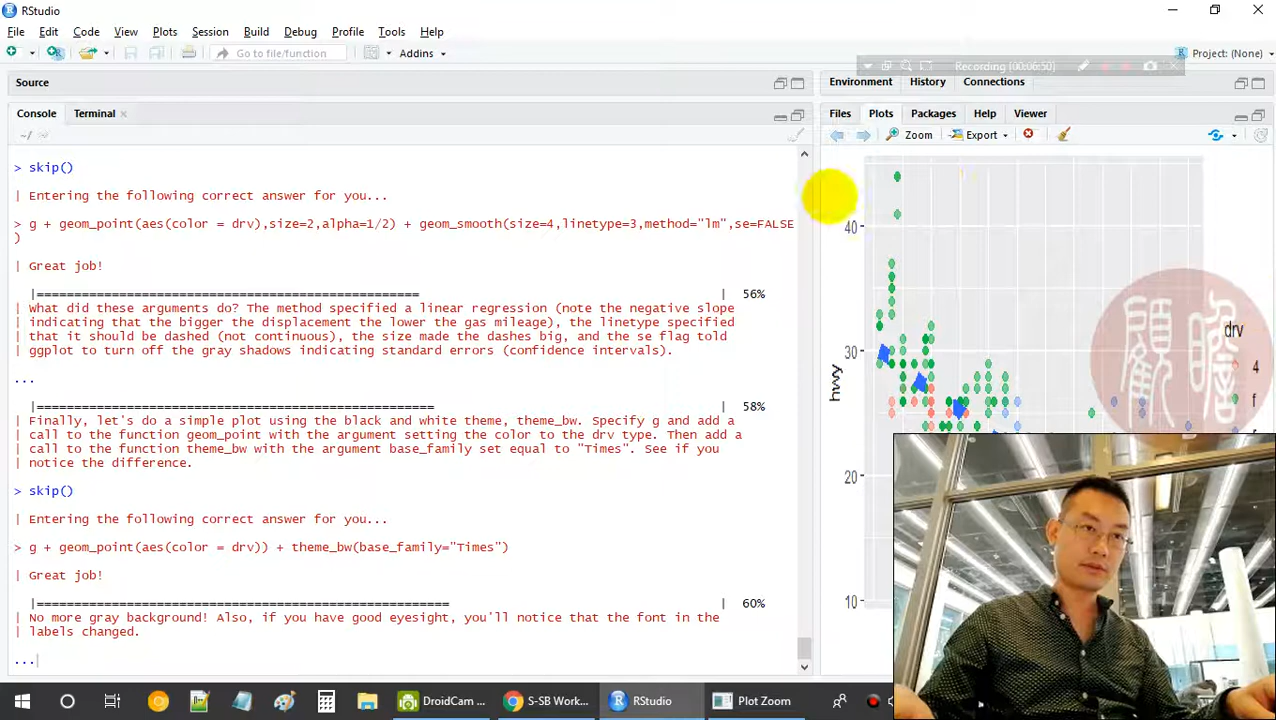 RStudio
File Edit Code View Plots Session Build Debug Profile Tools Help
Go to file/function Addins Project: (None)
Recording (00:06:50)
Source
Environment History Connections
Console Terminal
Files Plots Packages Help Viewer
~/
Zoom Export
> skip()
| Entering the following correct answer for you...
> g + geom_point(aes(color = drv),size=2,alpha=1/2) + geom_smooth(size=4,linetype=3,method="lm",se=FALSE
)
| Great job!
|=================================================== | 56%
| What did these arguments do? The method specified a linear regression (note the negative slope
| indicating that the bigger the displacement the lower the gas mileage), the linetype specified
| that it should be dashed (not continuous), the size made the dashes big, and the se flag told
| ggplot to turn off the gray shadows indicating standard errors (confidence intervals).
...
|===================================================== | 58%
| Finally, let's do a simple plot using the black and white theme, theme_bw. Specify g and add a
| call to the function geom_point with the argument setting the color to the drv type. Then add a
| call to the function theme_bw with the argument base_family set equal to "Times". See if you
| notice the difference.
> skip()
| Entering the following correct answer for you...
> g + geom_point(aes(color = drv)) + theme_bw(base_family="Times")
| Great job!
|======================================================= | 60%
| No more gray background! Also, if you have good eyesight, you'll notice that the font in the
| labels changed.
...
40
30
20
10
hwy
drv
4
f
顧瞻
DroidCam ... S-SB Work... RStudio Plot Zoom